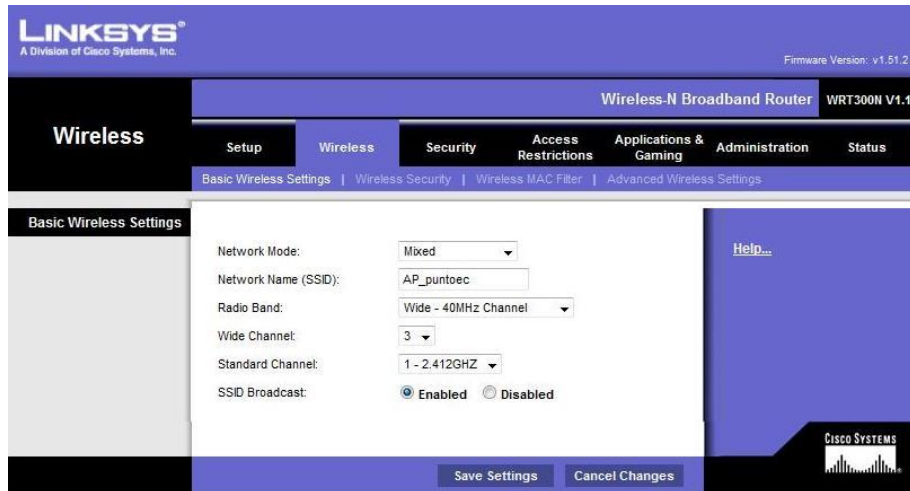 LINKSYS®
A Division of Cisco Systems, Inc.
Firmware Version: v1.51.2
Wireless-N Broadband Router WRT300N V1.1
Wireless
Setup Wireless Security Access Restrictions Applications & Gaming Administration Status
Basic Wireless Settings | Wireless Security | Wireless MAC Filter | Advanced Wireless Settings
Basic Wireless Settings
Help...
Network Mode: Mixed
Network Name (SSID): AP_puntoec
Radio Band: Wide - 40MHz Channel
Wide Channel: 3
Standard Channel: 1 - 2.412GHZ
SSID Broadcast: Enabled Disabled
CISCO SYSTEMS
Save Settings Cancel Changes